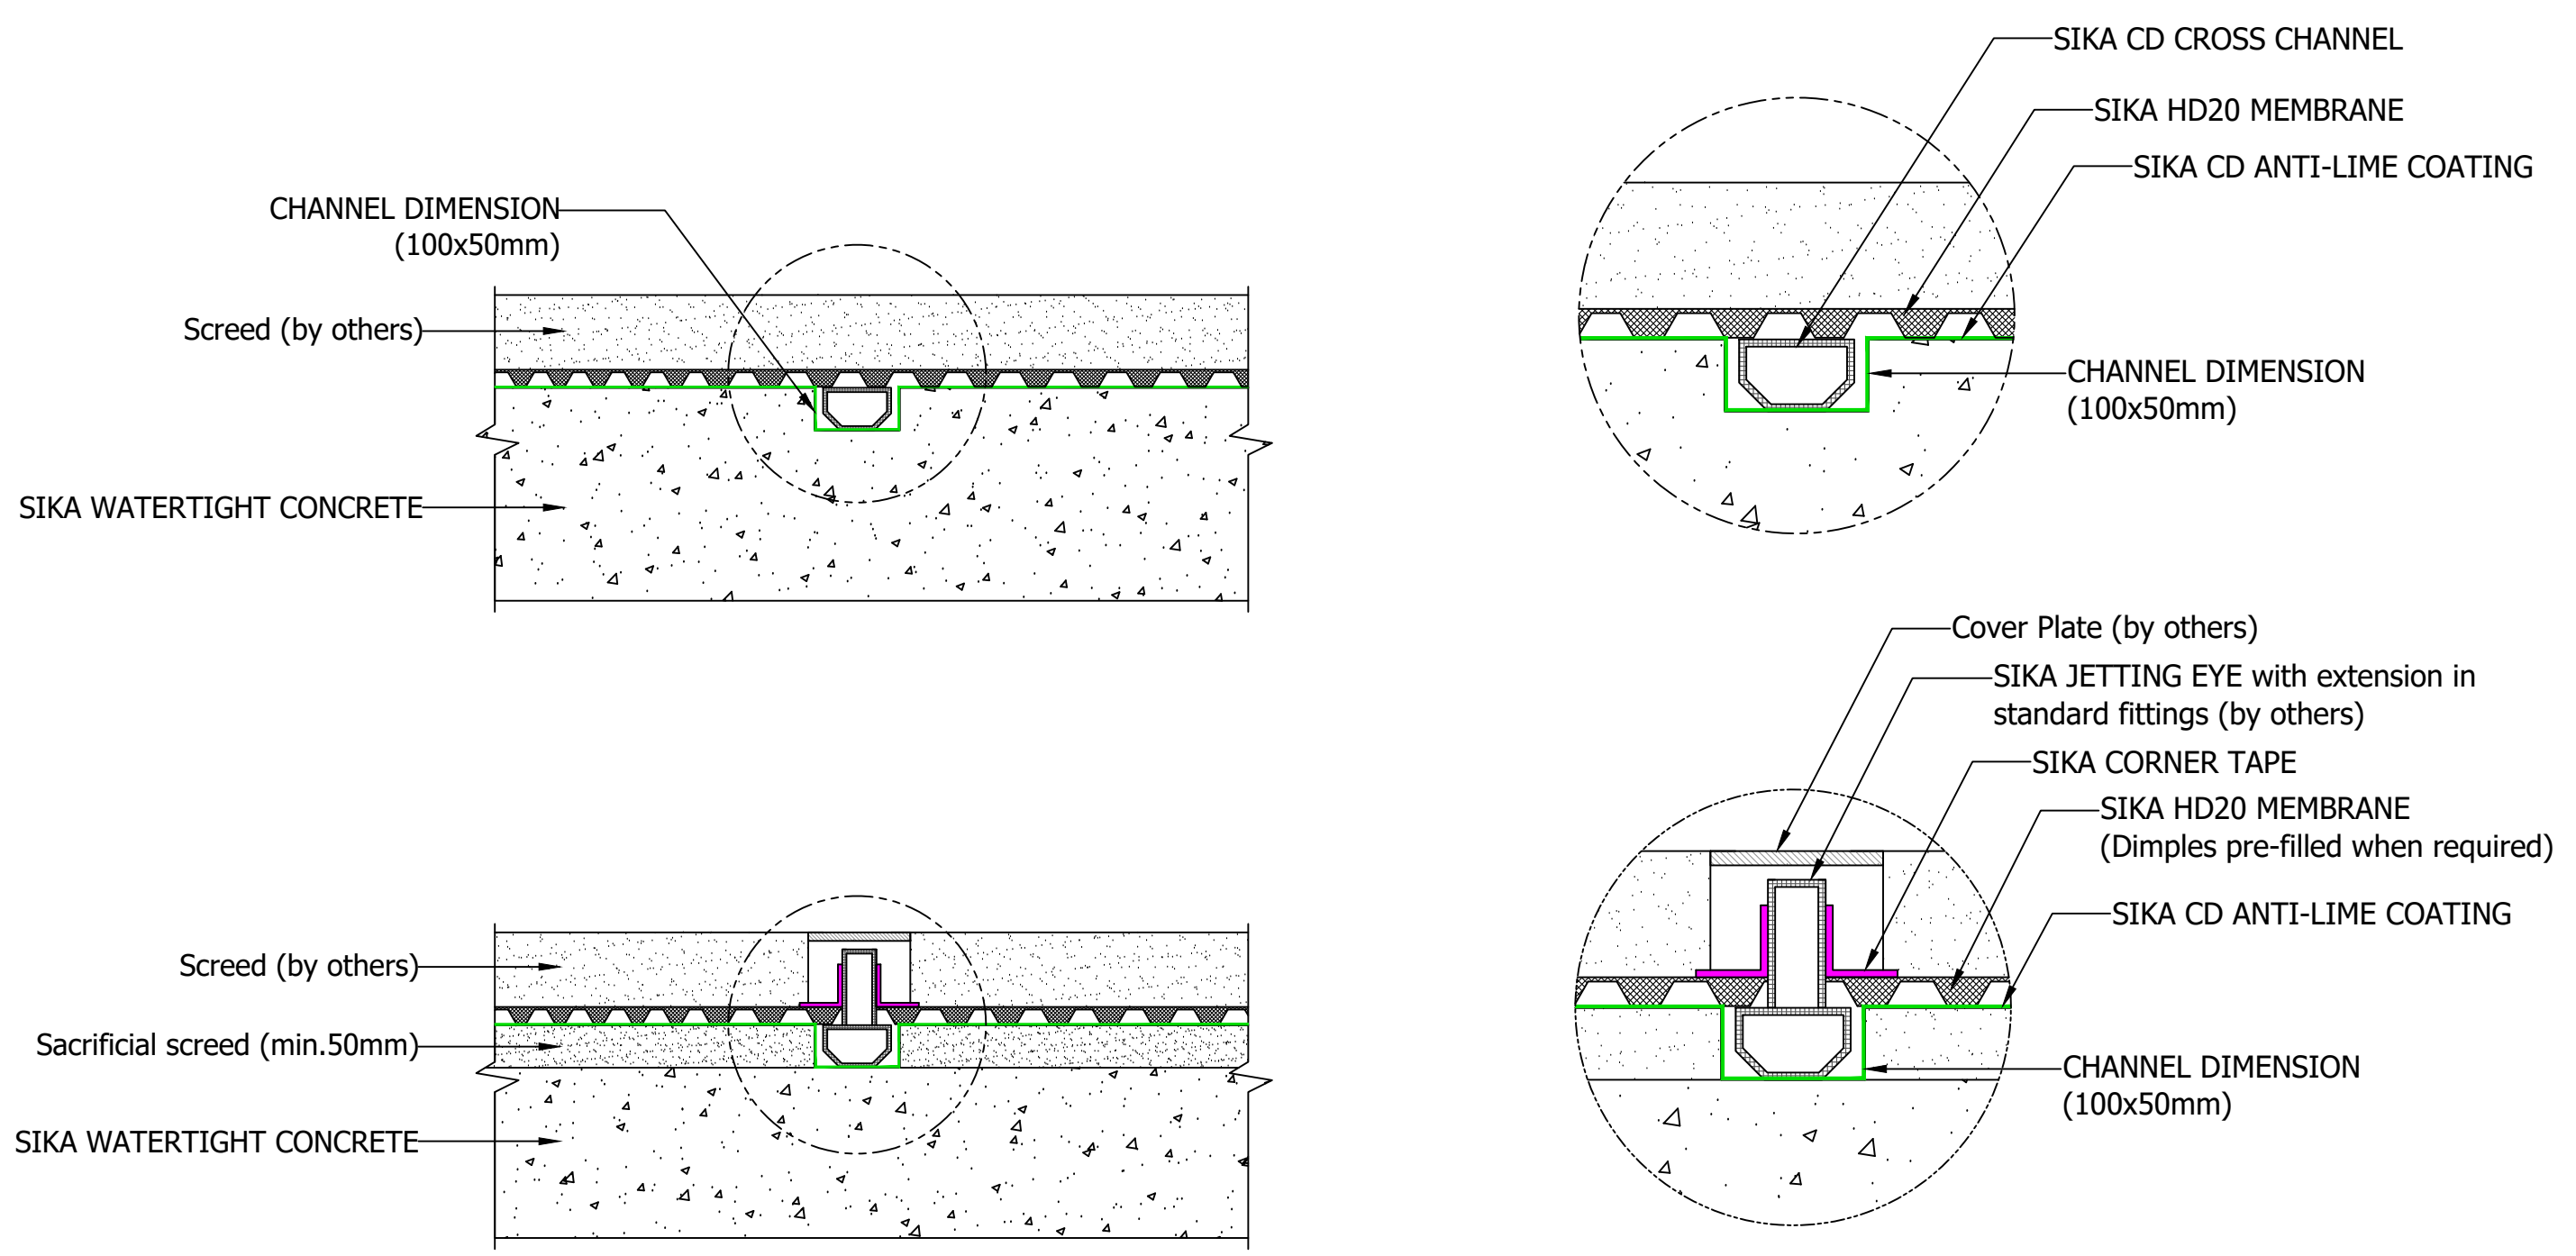 CHANNEL DIMENSION
(100x50mm)
Screed (by others)
SIKA WATERTIGHT CONCRETE
SIKA CD CROSS CHANNEL
SIKA HD20 MEMBRANE
SIKA CD ANTI-LIME COATING
CHANNEL DIMENSION
(100x50mm)
Screed (by others)
Sacrificial screed (min.50mm)
SIKA WATERTIGHT CONCRETE
Cover Plate (by others)
SIKA JETTING EYE with extension in
standard fittings (by others)
SIKA CORNER TAPE
SIKA HD20 MEMBRANE
(Dimples pre-filled when required)
SIKA CD ANTI-LIME COATING
CHANNEL DIMENSION
(100x50mm)